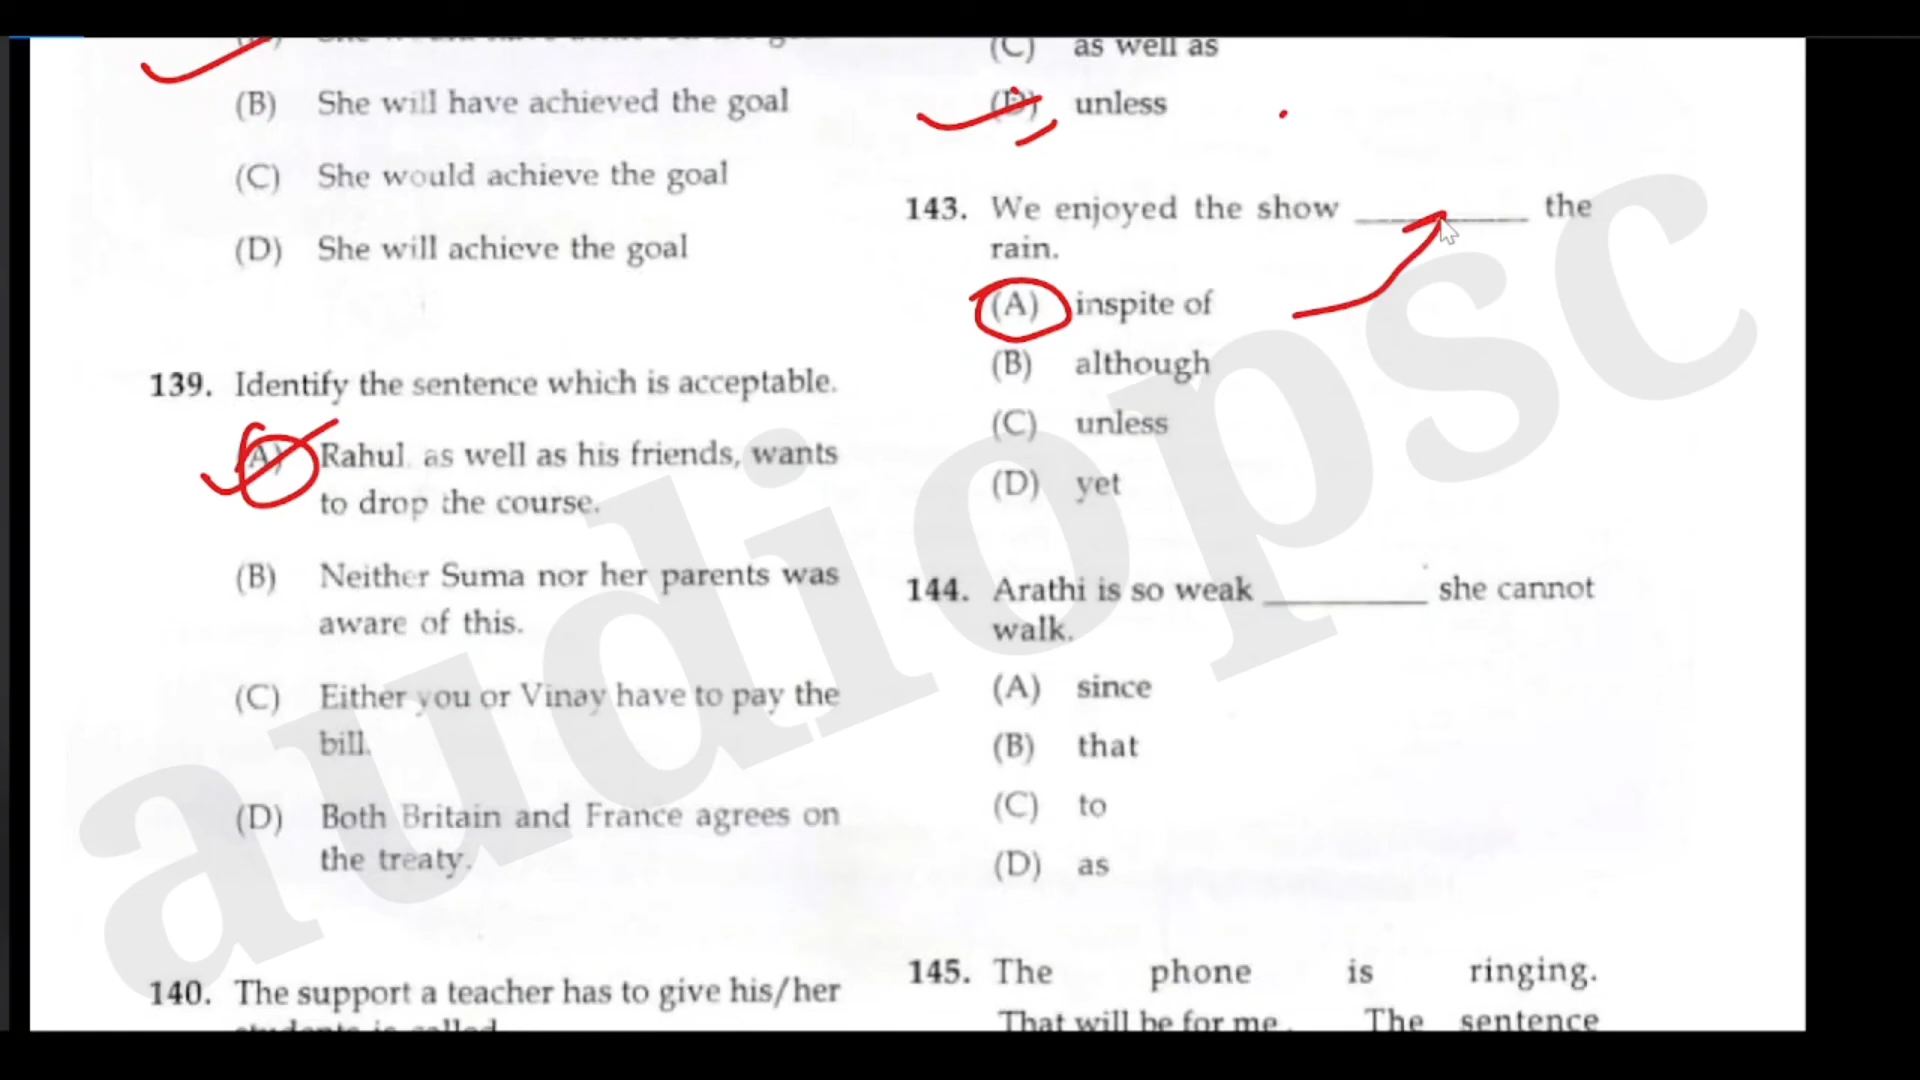 (B) She will have achieved the goal
(C) She would achieve the goal
(D) She will achieve the goal
139. Identify the sentence which is acceptable.
(A) Rahul, as well as his friends, wants
to drop the course.
(B) Neither Suma nor her parents was
aware of this.
(C) Either you or Vinay have to pay the
bill.
(D) Both Britain and France agrees on
the treaty.
140. The support a teacher has to give his/her
students is called
(C) as well as
(D) unless
143. We enjoyed the show ________ the
rain.
(A) inspite of
(B) although
(C) unless
(D) yet
144. Arathi is so weak ________ she cannot
walk.
(A) since
(B) that
(C) to
(D) as
145. The phone is ringing.
That will be for me. The sentence
audiopsc